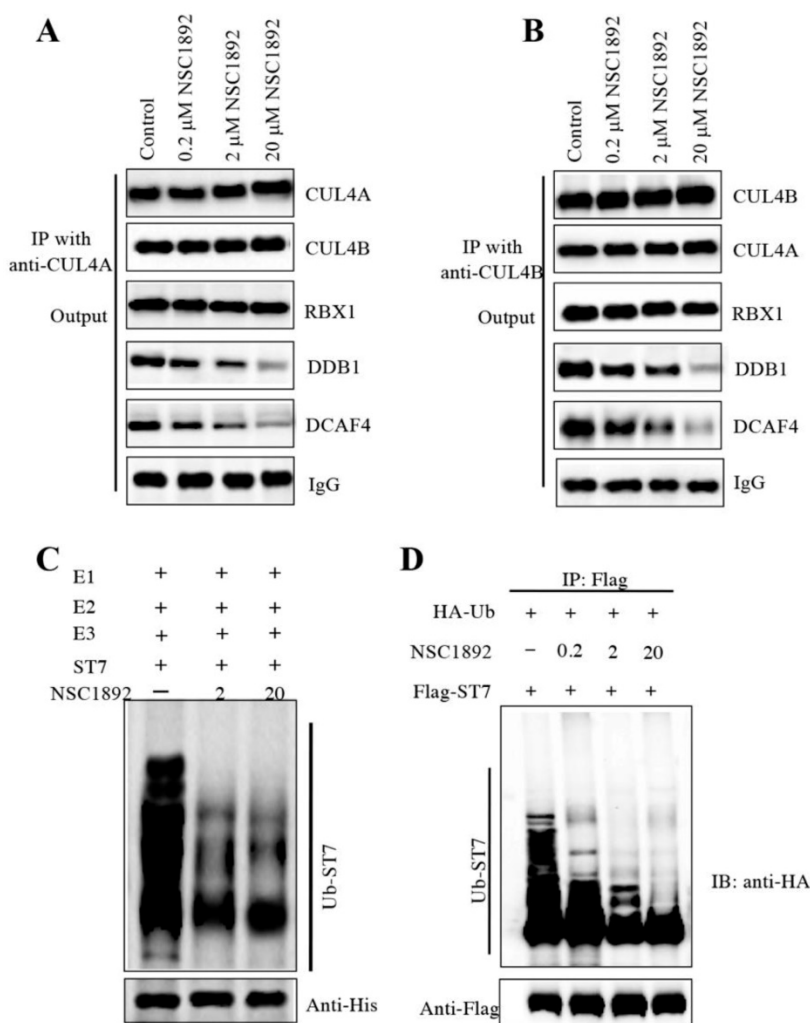 A
Control
0.2 µM NSC1892
2 µM NSC1892
20 µM NSC1892
IP with
anti-CUL4A
Output
CUL4A
CUL4B
RBX1
DDB1
DCAF4
IgG
B
Control
0.2 µM NSC1892
2 µM NSC1892
20 µM NSC1892
IP with
anti-CUL4B
Output
CUL4B
CUL4A
RBX1
DDB1
DCAF4
IgG
C
E1 + + +
E2 + + +
E3 + + +
ST7 + + +
NSC1892 – 2 20
Ub-ST7
Anti-His
D
IP: Flag
HA-Ub + + + +
NSC1892 – 0.2 2 20
Flag-ST7 + + + +
Ub-ST7
IB: anti-HA
Anti-Flag